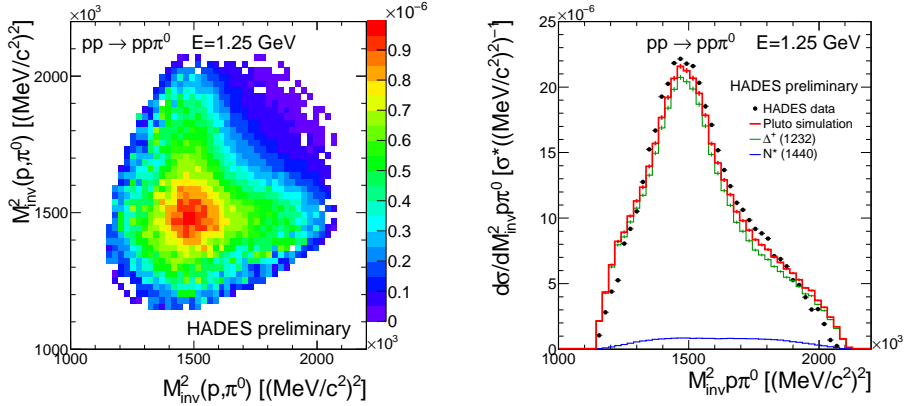 pp → ppπ⁰ E=1.25 GeV
×10⁻⁶
M²inv(p,π⁰) [(MeV/c²)²]
2000
1500
1000
HADES preliminary
1000 1500 2000
×10³
M²inv(p,π⁰) [(MeV/c²)²]
0.9
0.8
0.7
0.6
0.5
0.4
0.3
0.2
0.1
0
×10⁻⁶
pp → ppπ⁰ E=1.25 GeV
HADES preliminary
HADES data
Pluto simulation
Δ⁺ (1232)
N* (1440)
dσ/dM²inv pπ⁰ [σ*((MeV/c²)²)⁻¹]
25
20
15
10
5
0
1000 1500 2000
×10³
M²inv pπ⁰ [(MeV/c²)²]